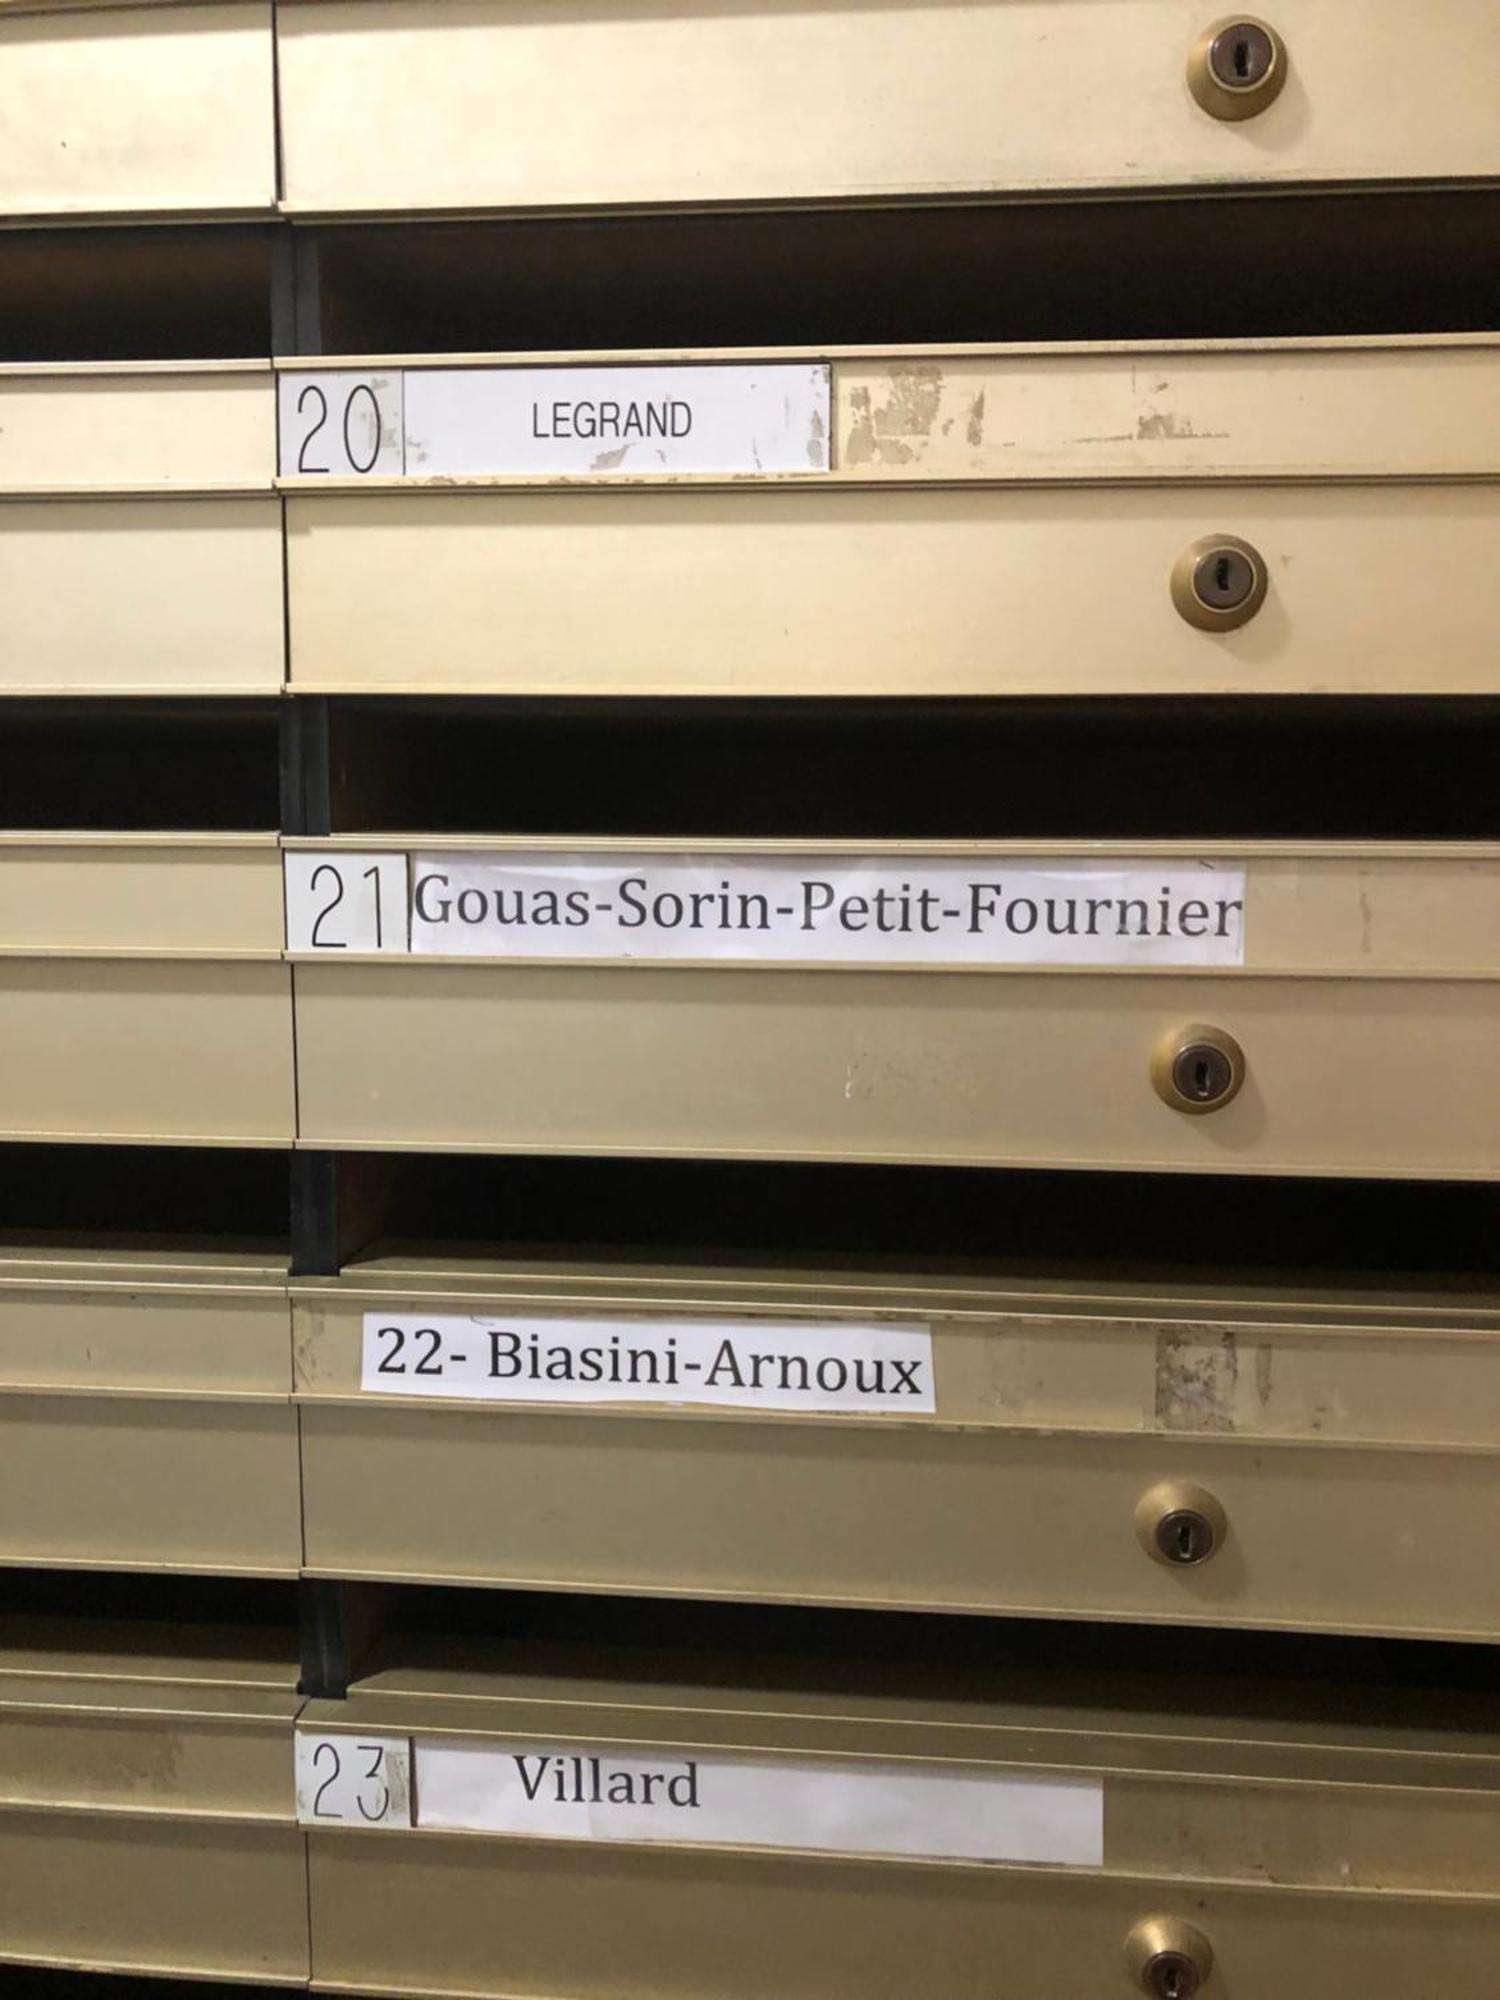 20 LEGRAND
21 Gouas-Sorin-Petit-Fournier
22- Biasini-Arnoux
23 Villard